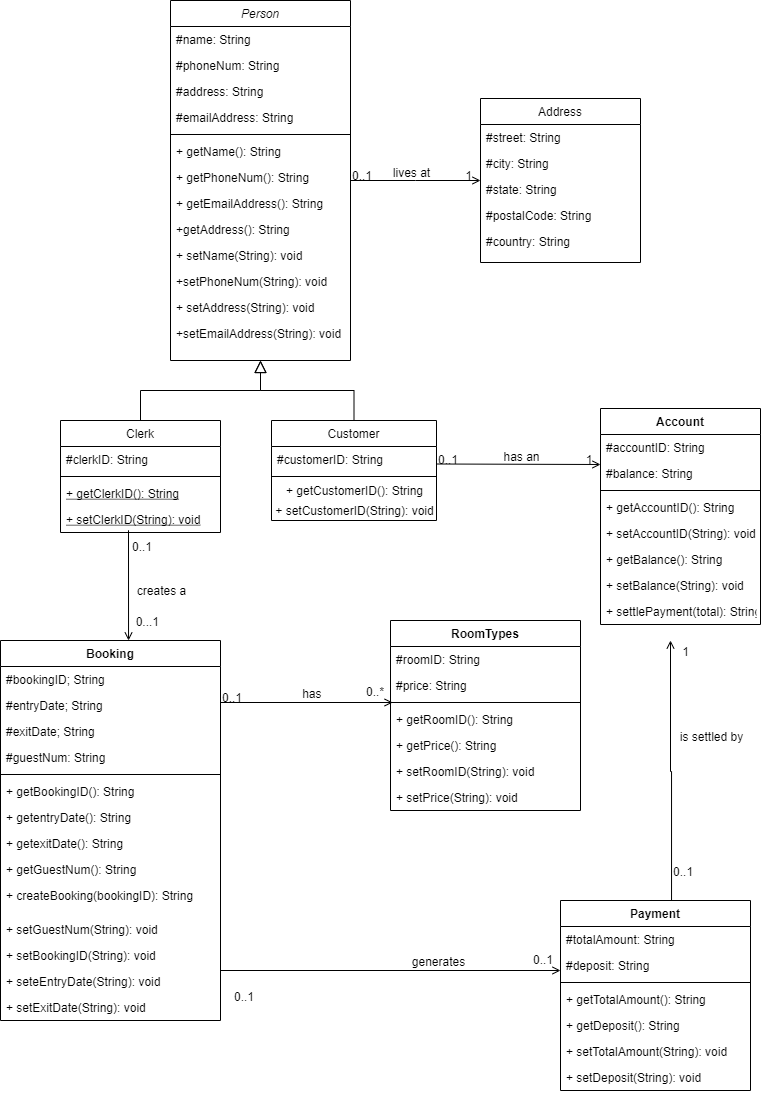 Person
#name: String
#phoneNum: String
#address: String
#emailAddress: String
+ getName(): String
+ getPhoneNum(): String
+ getEmailAddress(): String
+getAddress(): String
+ setName(String): void
+setPhoneNum(String): void
+ setAddress(String): void
+setEmailAddress(String): void
0..1 lives at 1
Address
#street: String
#city: String
#state: String
#postalCode: String
#country: String
Clerk
#clerkID: String
+ getClerkID(): String
+ setClerkID(String): void
Customer
#customerID: String
+ getCustomerID(): String
+ setCustomerID(String): void
0..1 has an 1
Account
#accountID: String
#balance: String
+ getAccountID(): String
+ setAccountID(String): void
+ getBalance(): String
+ setBalance(String): void
+ settlePayment(total): String
0..1
creates a
0...1
Booking
#bookingID; String
#entryDate; String
#exitDate; String
#guestNum: String
+ getBookingID(): String
+ getentryDate(): String
+ getexitDate(): String
+ getGuestNum(): String
+ createBooking(bookingID): String
+ setGuestNum(String): void
+ setBookingID(String): void
+ seteEntryDate(String): void
+ setExitDate(String): void
0..1 has 0..*
RoomTypes
#roomID: String
#price: String
+ getRoomID(): String
+ getPrice(): String
+ setRoomID(String): void
+ setPrice(String): void
1
is settled by
0..1
generates 0..1
0..1
Payment
#totalAmount: String
#deposit: String
+ getTotalAmount(): String
+ getDeposit(): String
+ setTotalAmount(String): void
+ setDeposit(String): void